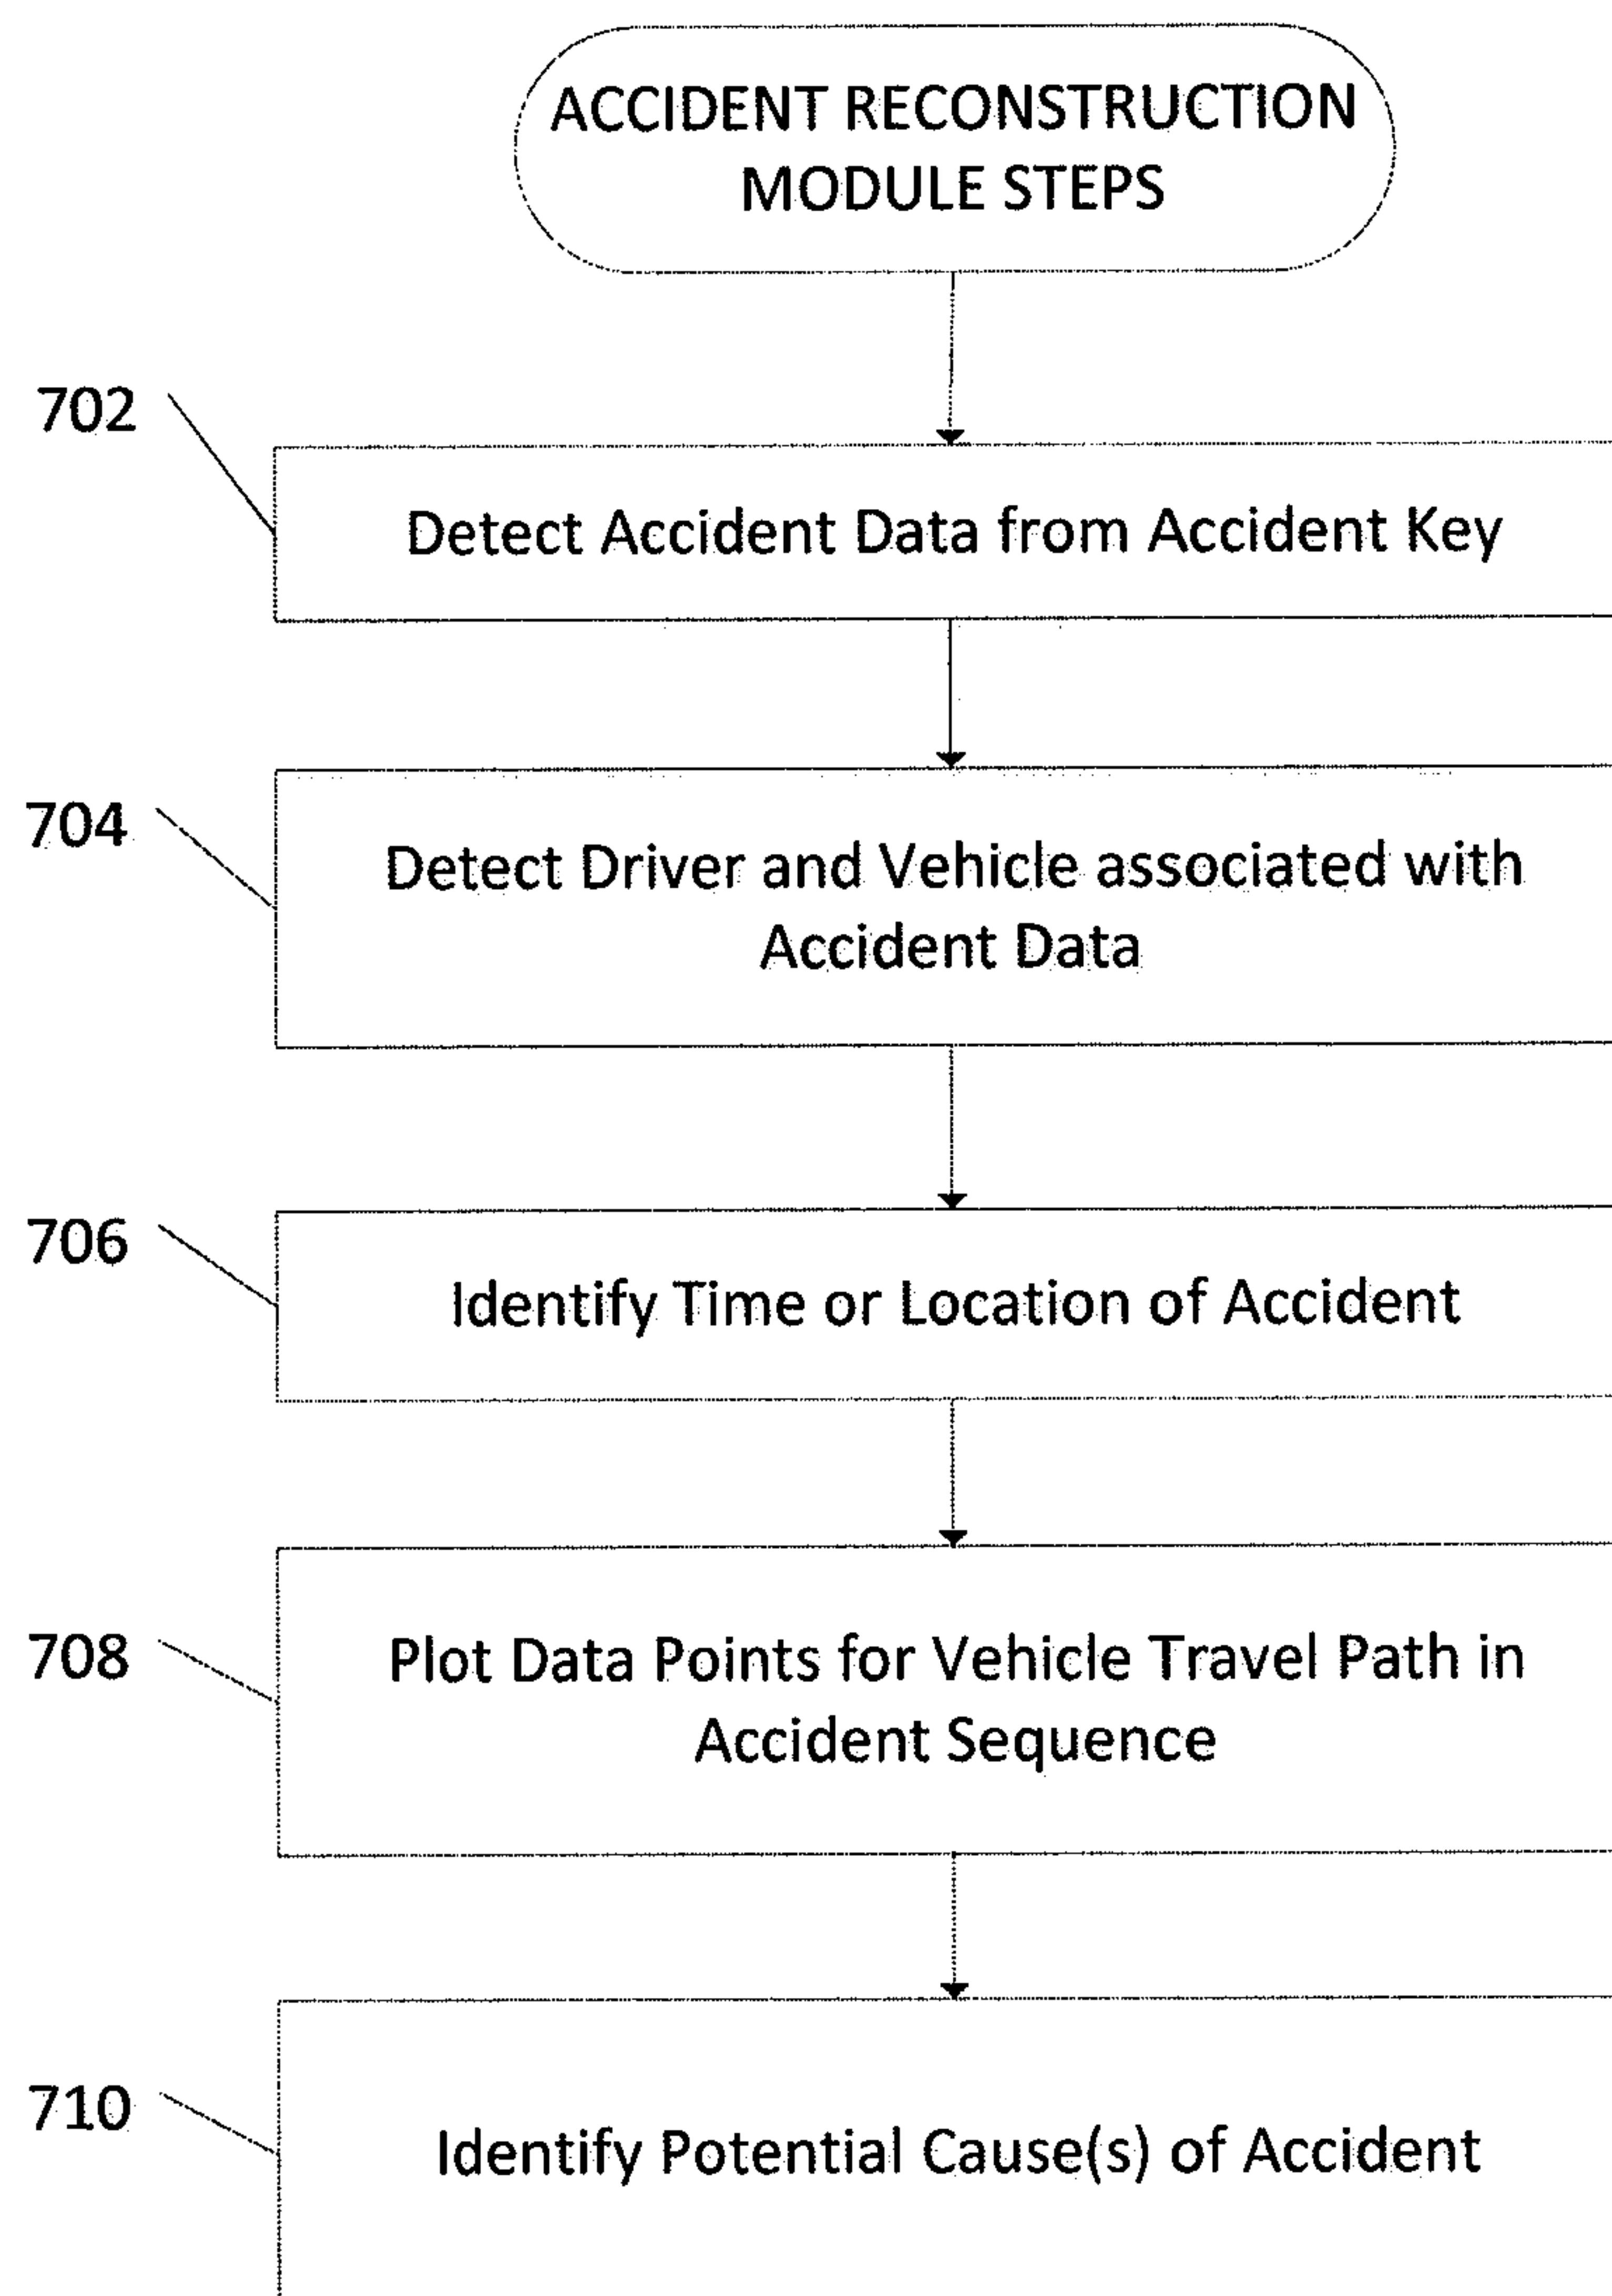 ACCIDENT RECONSTRUCTION
MODULE STEPS
702
Detect Accident Data from Accident Key
704
Detect Driver and Vehicle associated with
Accident Data
706
Identify Time or Location of Accident
708
Plot Data Points for Vehicle Travel Path in
Accident Sequence
710
Identify Potential Cause(s) of Accident